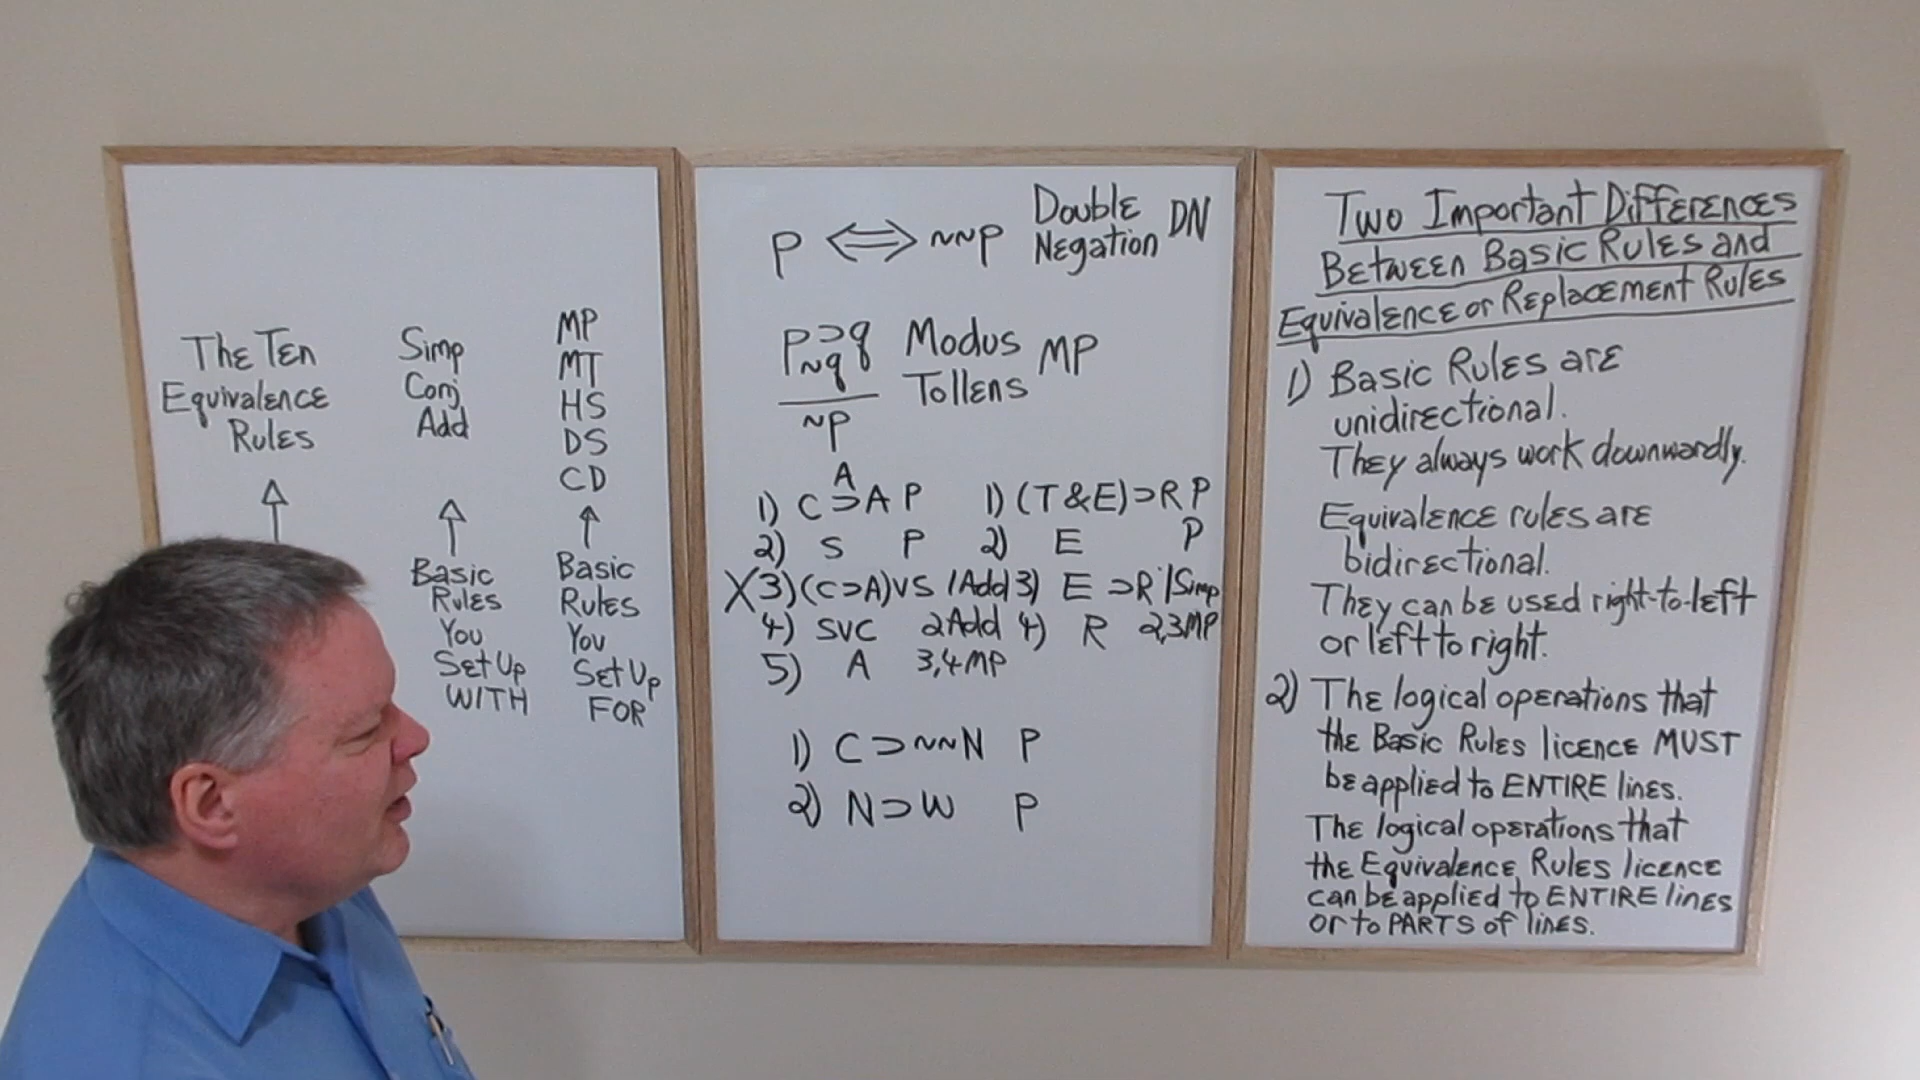 The Ten
Equivalence
Rules
Simp
Conj
Add
Basic
Rules
You
Set Up
WITH
MP
MT
HS
DS
CD
Basic
Rules
You
Set Up
FOR
p ⇔ ~~p Double Negation DN
p⊃q Modus MP
~q Tollens
~p
A
1) C⊃A P
2) S P
X3) (C⊃A)vS 1Add
4) SvC 2Add
5) A 3,4MP
1) (T&E)⊃R P
2) E P
3) E ⊃R 1Simp
4) R 2,3MP
1) C⊃~~N P
2) N⊃W P
Two Important Differences
Between Basic Rules and
Equivalence or Replacement Rules
1) Basic Rules are
unidirectional.
They always work downwardly.
Equivalence rules are
bidirectional.
They can be used right-to-left
or left to right.
2) The logical operations that
the Basic Rules licence MUST
be applied to ENTIRE lines.
The logical operations that
the Equivalence Rules licence
can be applied to ENTIRE lines
or to PARTS of lines.